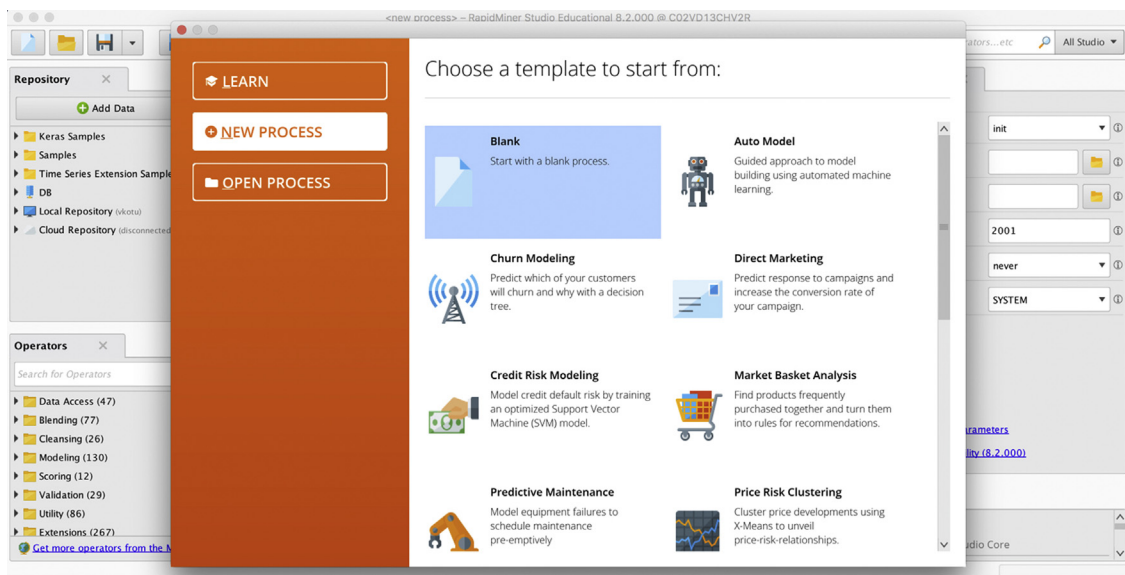 <new process> – RapidMiner Studio Educational 8.2.000 @ C02VD13CHV2R
All Studio
Repository
Add Data
Keras Samples
Samples
Time Series Extension Sample
DB
Local Repository (vkotu)
Cloud Repository (disconnected
Operators
Search for Operators
Data Access (47)
Blending (77)
Cleansing (26)
Modeling (130)
Scoring (12)
Validation (29)
Utility (86)
Extensions (267)
Get more operators from the M
LEARN
NEW PROCESS
OPEN PROCESS
Choose a template to start from:
Blank
Start with a blank process.
Auto Model
Guided approach to model
building using automated machine
learning.
Churn Modeling
Predict which of your customers
will churn and why with a decision
tree.
Direct Marketing
Predict response to campaigns and
increase the conversion rate of
your campaign.
Credit Risk Modeling
Model credit default risk by training
an optimized Support Vector
Machine (SVM) model.
Market Basket Analysis
Find products frequently
purchased together and turn them
into rules for recommendations.
Predictive Maintenance
Model equipment failures to
schedule maintenance
pre-emptively
Price Risk Clustering
Cluster price developments using
X-Means to unveil
price-risk-relationships.
init
2001
never
SYSTEM
rameters
lity (8.2.000)
udio Core